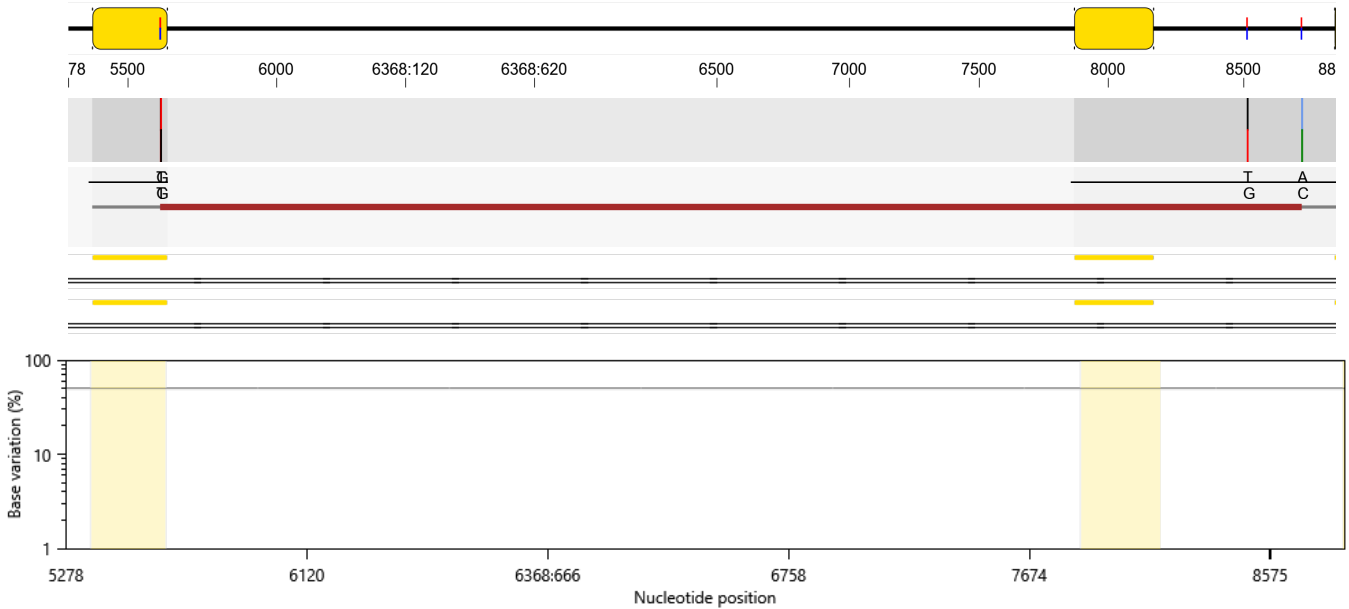 78 5500 6000 6368:120 6368:620 6500 7000 7500 8000 8500 88
G T A
G G C
100
10
1
Base variation (%)
5278 6120 6368:666 6758 7674 8575
Nucleotide position